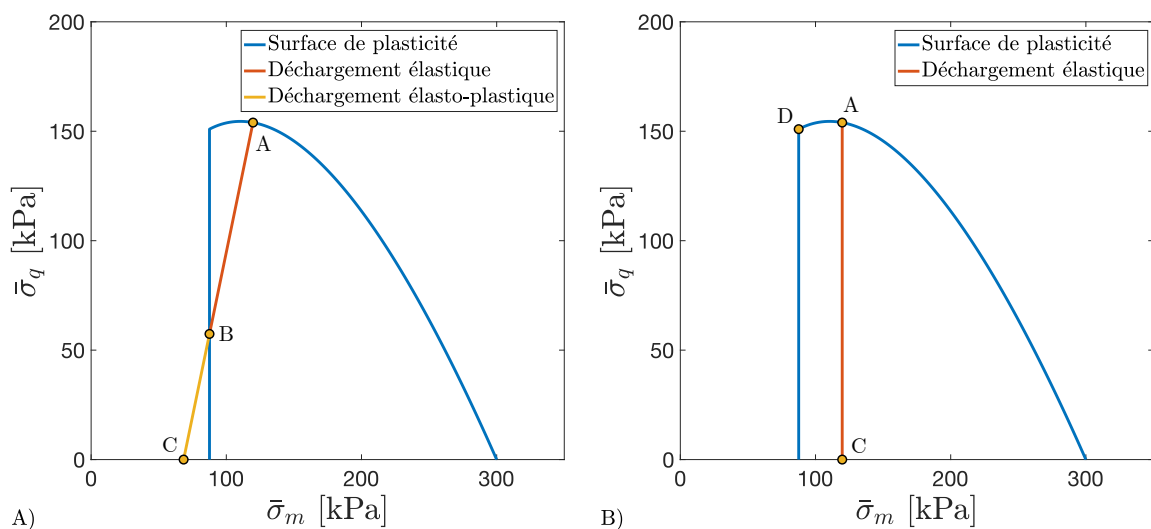 200
150
100
50
0
0
100
200
300
σ̄_q [kPa]
σ̄_m [kPa]
Surface de plasticité
Déchargement élastique
Déchargement élasto-plastique
A
B
C
A)
200
150
100
50
0
0
100
200
300
σ̄_q [kPa]
σ̄_m [kPa]
Surface de plasticité
Déchargement élastique
D
A
C
B)